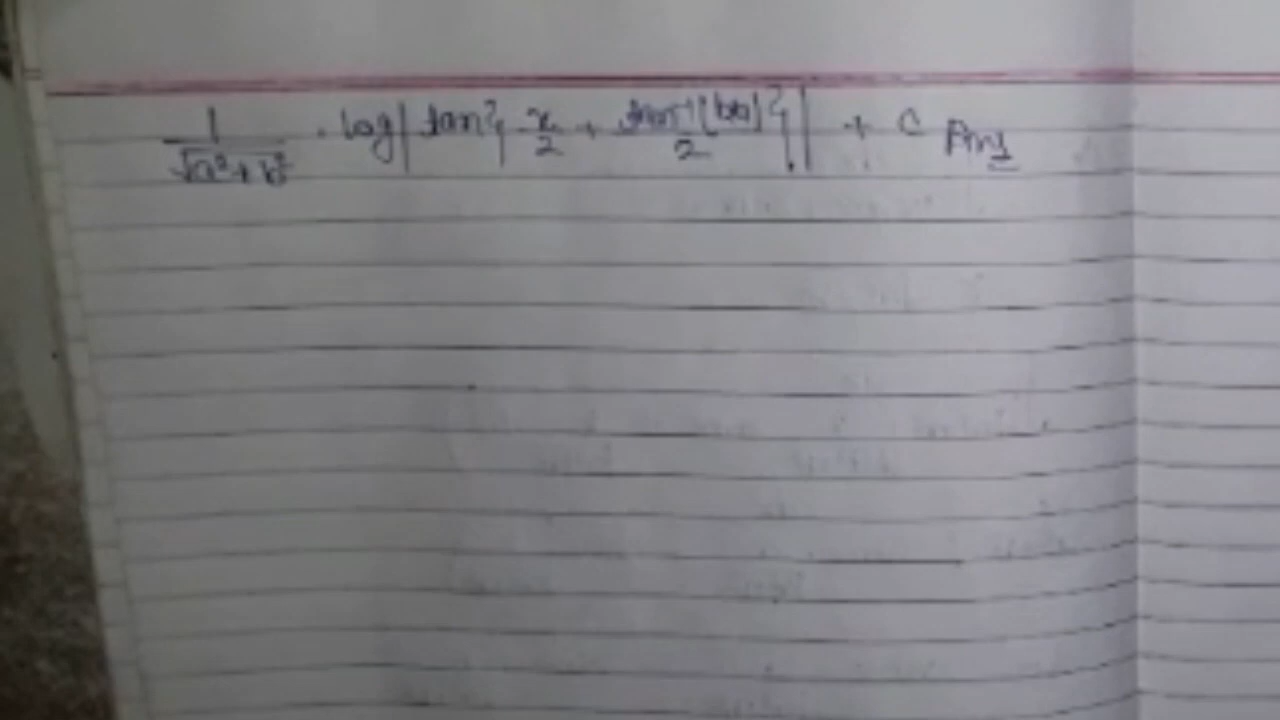 1/√a²+b² · log| tan{ x/2 + tan⁻¹(b/a)/2 }| + C Ans